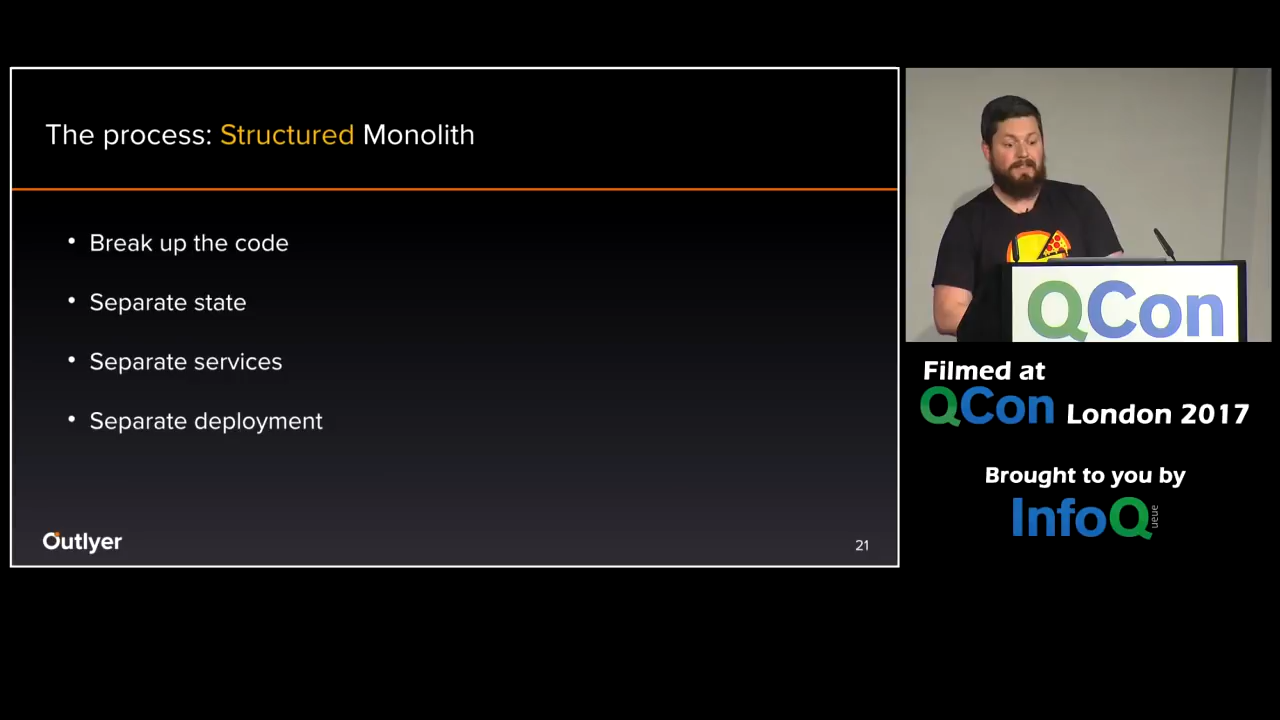 The process: Structured Monolith
• Break up the code
• Separate state
• Separate services
• Separate deployment
Outlyer
21
QCon
Filmed at
QCon London 2017
Brought to you by
InfoQ
ueue